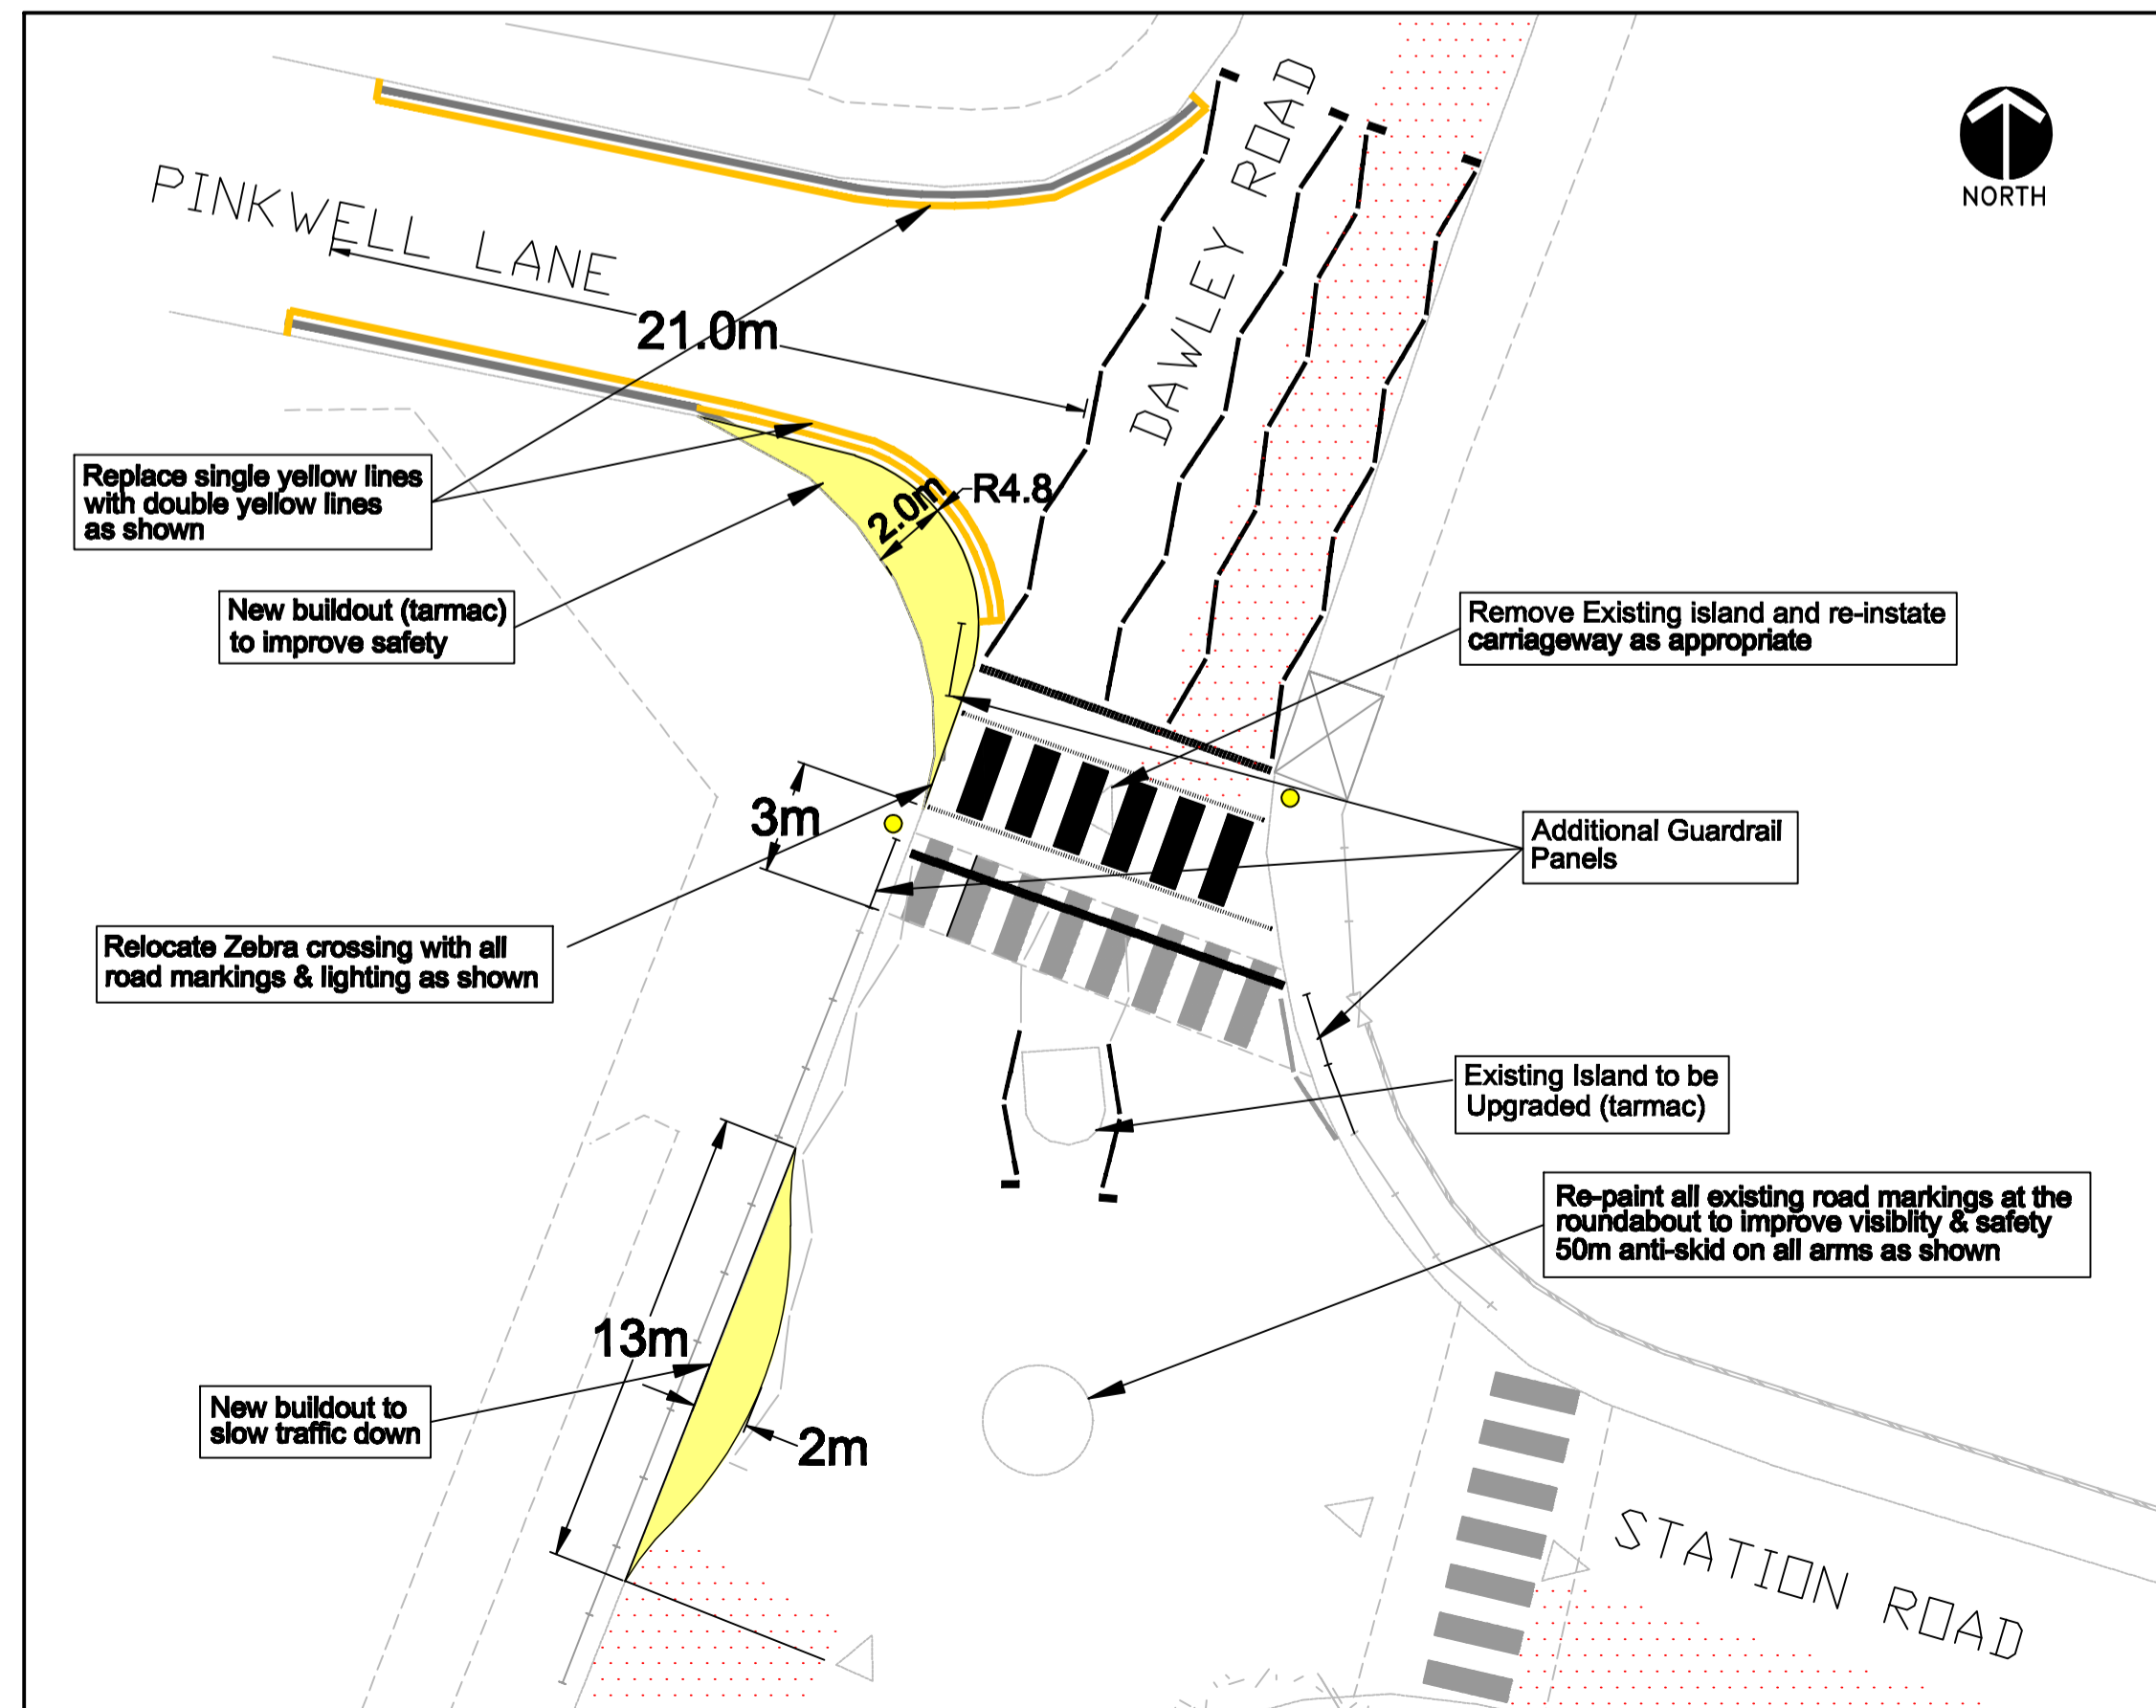 NORTH
PINKWELL LANE
DAWLEY ROAD
21.0m
Replace single yellow lines
with double yellow lines
as shown
R4.8
2.0m
New buildout (tarmac)
to improve safety
Remove Existing island and re-instate
carriageway as appropriate
3m
Additional Guardrail
Panels
Relocate Zebra crossing with all
road markings & lighting as shown
Existing Island to be
Upgraded (tarmac)
Re-paint all existing road markings at the
roundabout to improve visiblity & safety
50m anti-skid on all arms as shown
13m
New buildout to
slow traffic down
2m
STATION ROAD